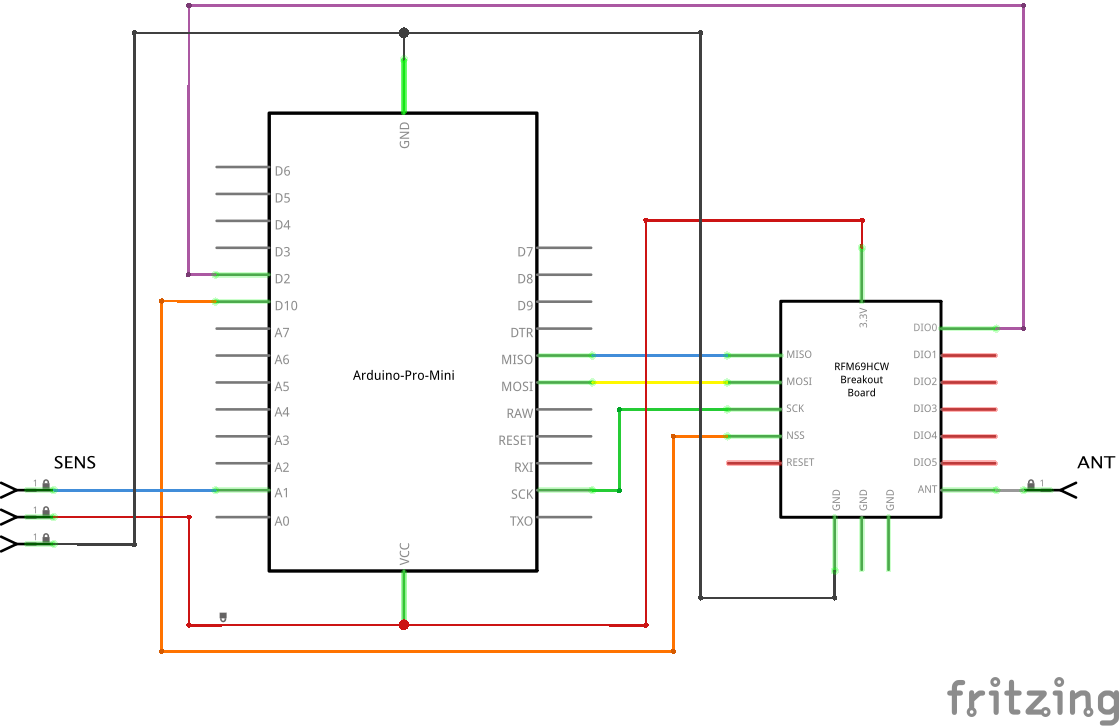 GND
D6
D5
D4
D3
D2
D10
A7
A6
A5
A4
A3
A2
A1
A0
Arduino-Pro-Mini
D7
D8
D9
DTR
MISO
MOSI
RAW
RESET
RXI
SCK
TXO
VCC
SENS
1
1
1
3.3V
RFM69HCW
Breakout
Board
MISO
MOSI
SCK
NSS
RESET
DIO0
DIO1
DIO2
DIO3
DIO4
DIO5
ANT
GND
GND
GND
ANT
1
fritzing